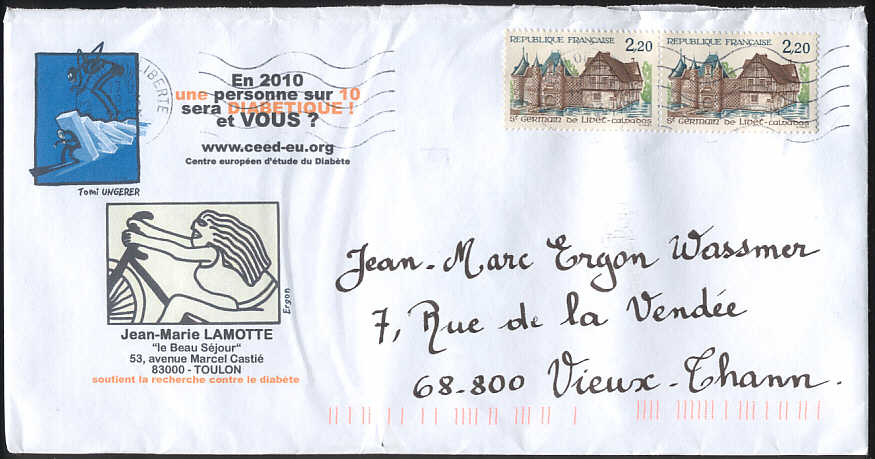 LIBERTE
En 2010
une personne sur 10
sera DIABETIQUE !
et VOUS ?
www.ceed-eu.org
Centre européen d'étude du Diabète
Tomi UNGERER
REPUBLIQUE FRANÇAISE
2,20
St GERMAIN DE LIVET-CALVADOS
REPUBLIQUE FRANÇAISE
2,20
St GERMAIN DE LIVET-CALVADOS
Ergon
Jean-Marie LAMOTTE
"le Beau Séjour"
53, avenue Marcel Castié
83000 - TOULON
soutient la recherche contre le diabète
Jean-Marc Ergon Wassmer
7, Rue de la Vendée
68-800 Vieux-Thann.